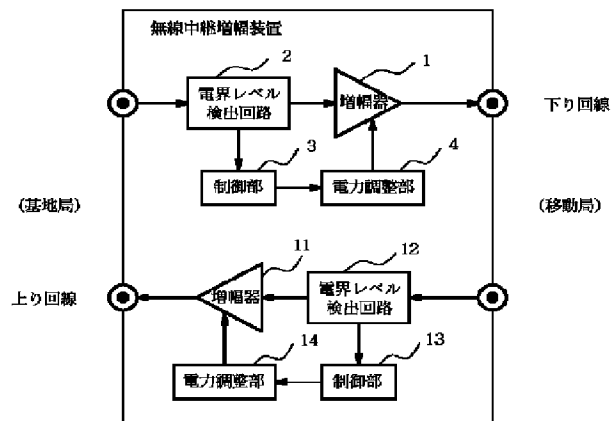 無線中継増幅装置
2
1
電界レベル
検出回路
増幅器
下り回線
3
4
制御部
電力調整部
(基地局)
(移動局)
11
12
上り回線
増幅器
電界レベル
検出回路
14
13
電力調整部
制御部